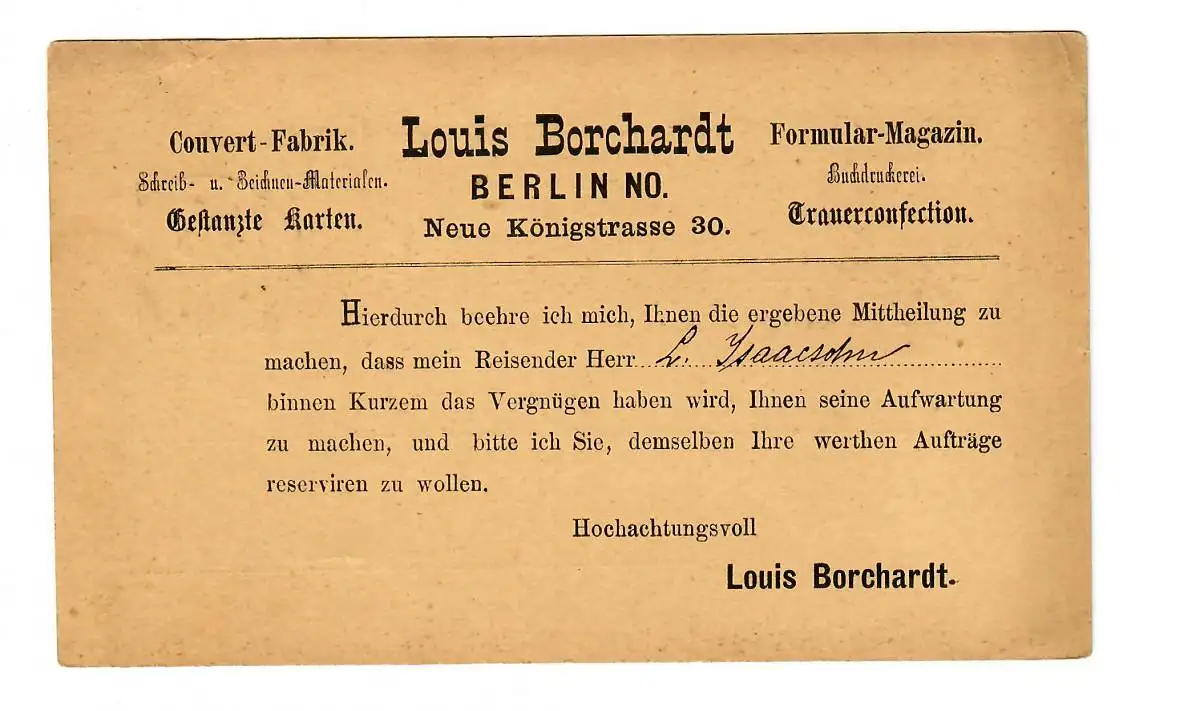 Couvert-Fabrik.
Schreib- u. Zeichnen-Materialen.
Gestanzte Karten.
Louis Borchardt
BERLIN NO.
Neue Königstrasse 30.
Formular-Magazin.
Buchdruckerei.
Trauerconfection.
Hierdurch beehre ich mich, Ihnen die ergebene Mittheilung zu
machen, dass mein Reisender Herr L. Isaacsohn
binnen Kurzem das Vergnügen haben wird, Ihnen seine Aufwartung
zu machen, und bitte ich Sie, demselben Ihre werthen Aufträge
reserviren zu wollen.
Hochachtungsvoll
Louis Borchardt.